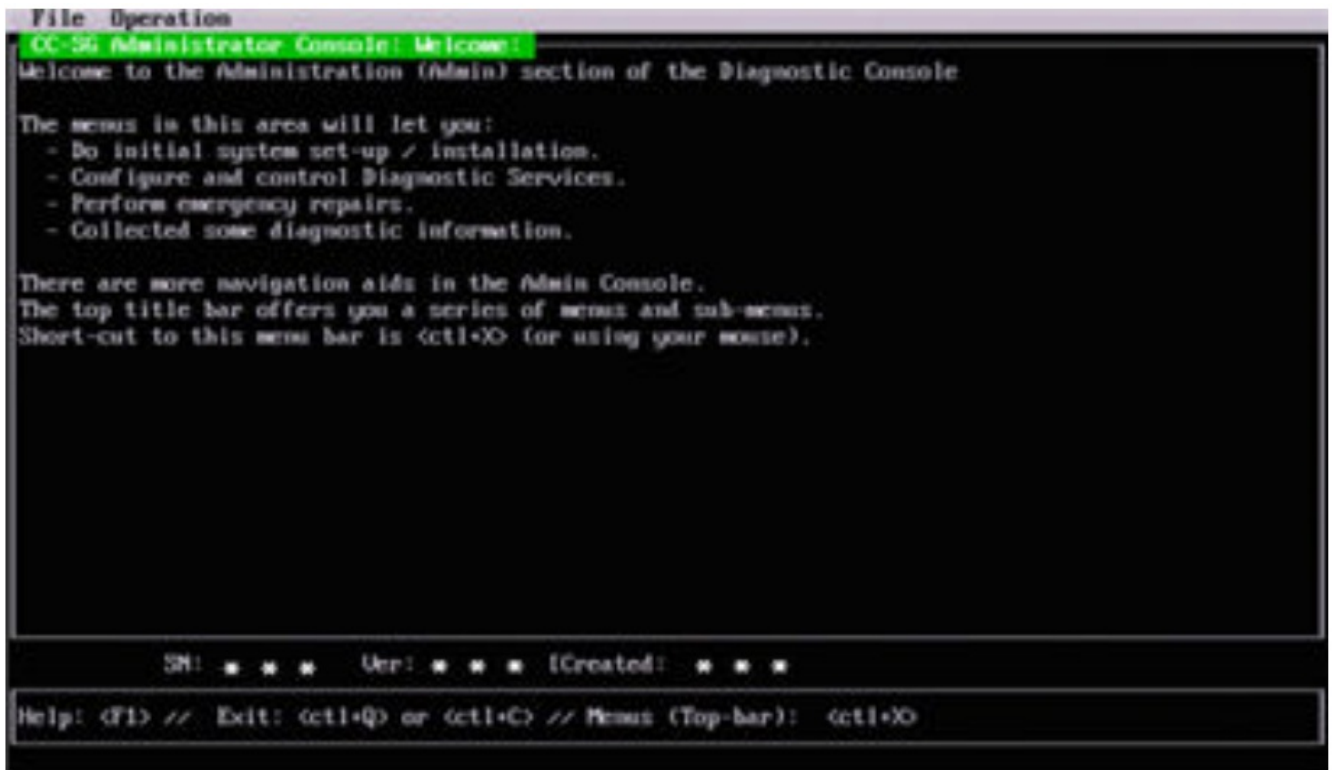 File Operation
CC-SG Administrator Console: Welcome:
Welcome to the Administration (Admin) section of the Diagnostic Console
The menus in this area will let you:
- Do initial system set-up / installation.
- Configure and control Diagnostic Services.
- Perform emergency repairs.
- Collected some diagnostic information.
There are more navigation aids in the Admin Console.
The top title bar offers you a series of menus and sub-menus.
Short-cut to this menu bar is <ctl+X> (or using your mouse).
SN: * * * Ver: * * * [Created: * * *
Help: <F1> // Exit: <ctl+Q> or <ctl+C> // Menus (Top-bar): <ctl+X>